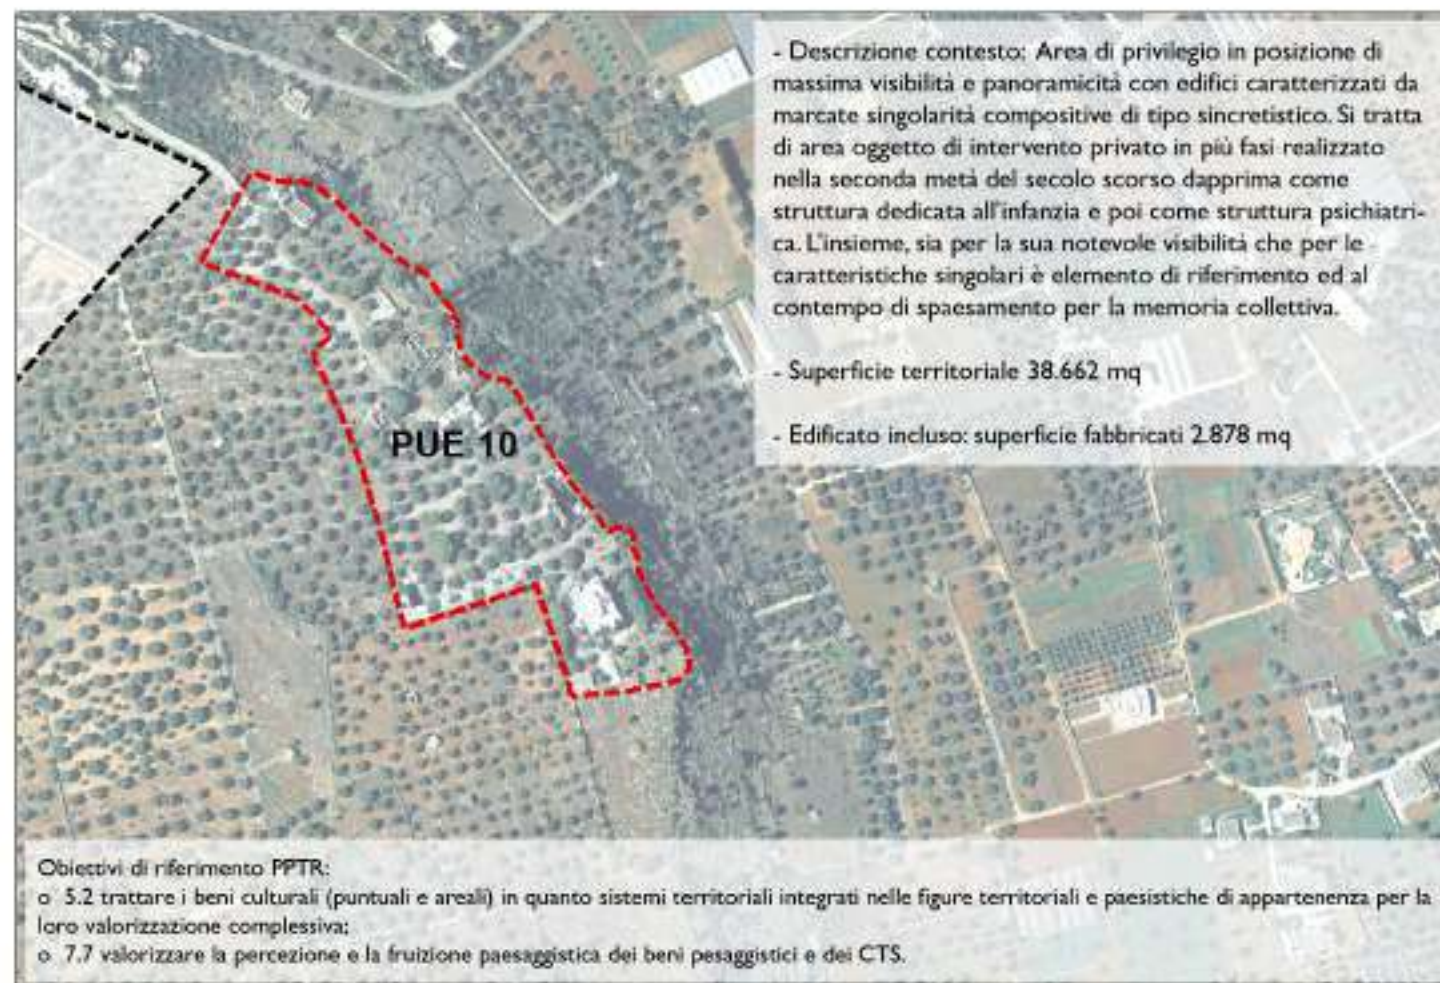 - Descrizione contesto: Area di privilegio in posizione di
massima visibilità e panoramicità con edifici caratterizzati da
marcate singolarità compositive di tipo sincretistico. Si tratta
di area oggetto di intervento privato in più fasi realizzato
nella seconda metà del secolo scorso dapprima come
struttura dedicata all'infanzia e poi come struttura psichiatri-
ca. L'insieme, sia per la sua notevole visibilità che per le
caratteristiche singolari è elemento di riferimento ed al
contempo di spaesamento per la memoria collettiva.
- Superficie territoriale 38.662 mq
- Edificato incluso: superficie fabbricati 2.878 mq
PUE 10
Obiettivi di riferimento PPTR:
o 5.2 trattare i beni culturali (puntuali e areali) in quanto sistemi territoriali integrati nelle figure territoriali e paesistiche di appartenenza per la
loro valorizzazione complessiva;
o 7.7 valorizzare la percezione e la fruizione paesaggistica dei beni pesaggistici e dei CTS.